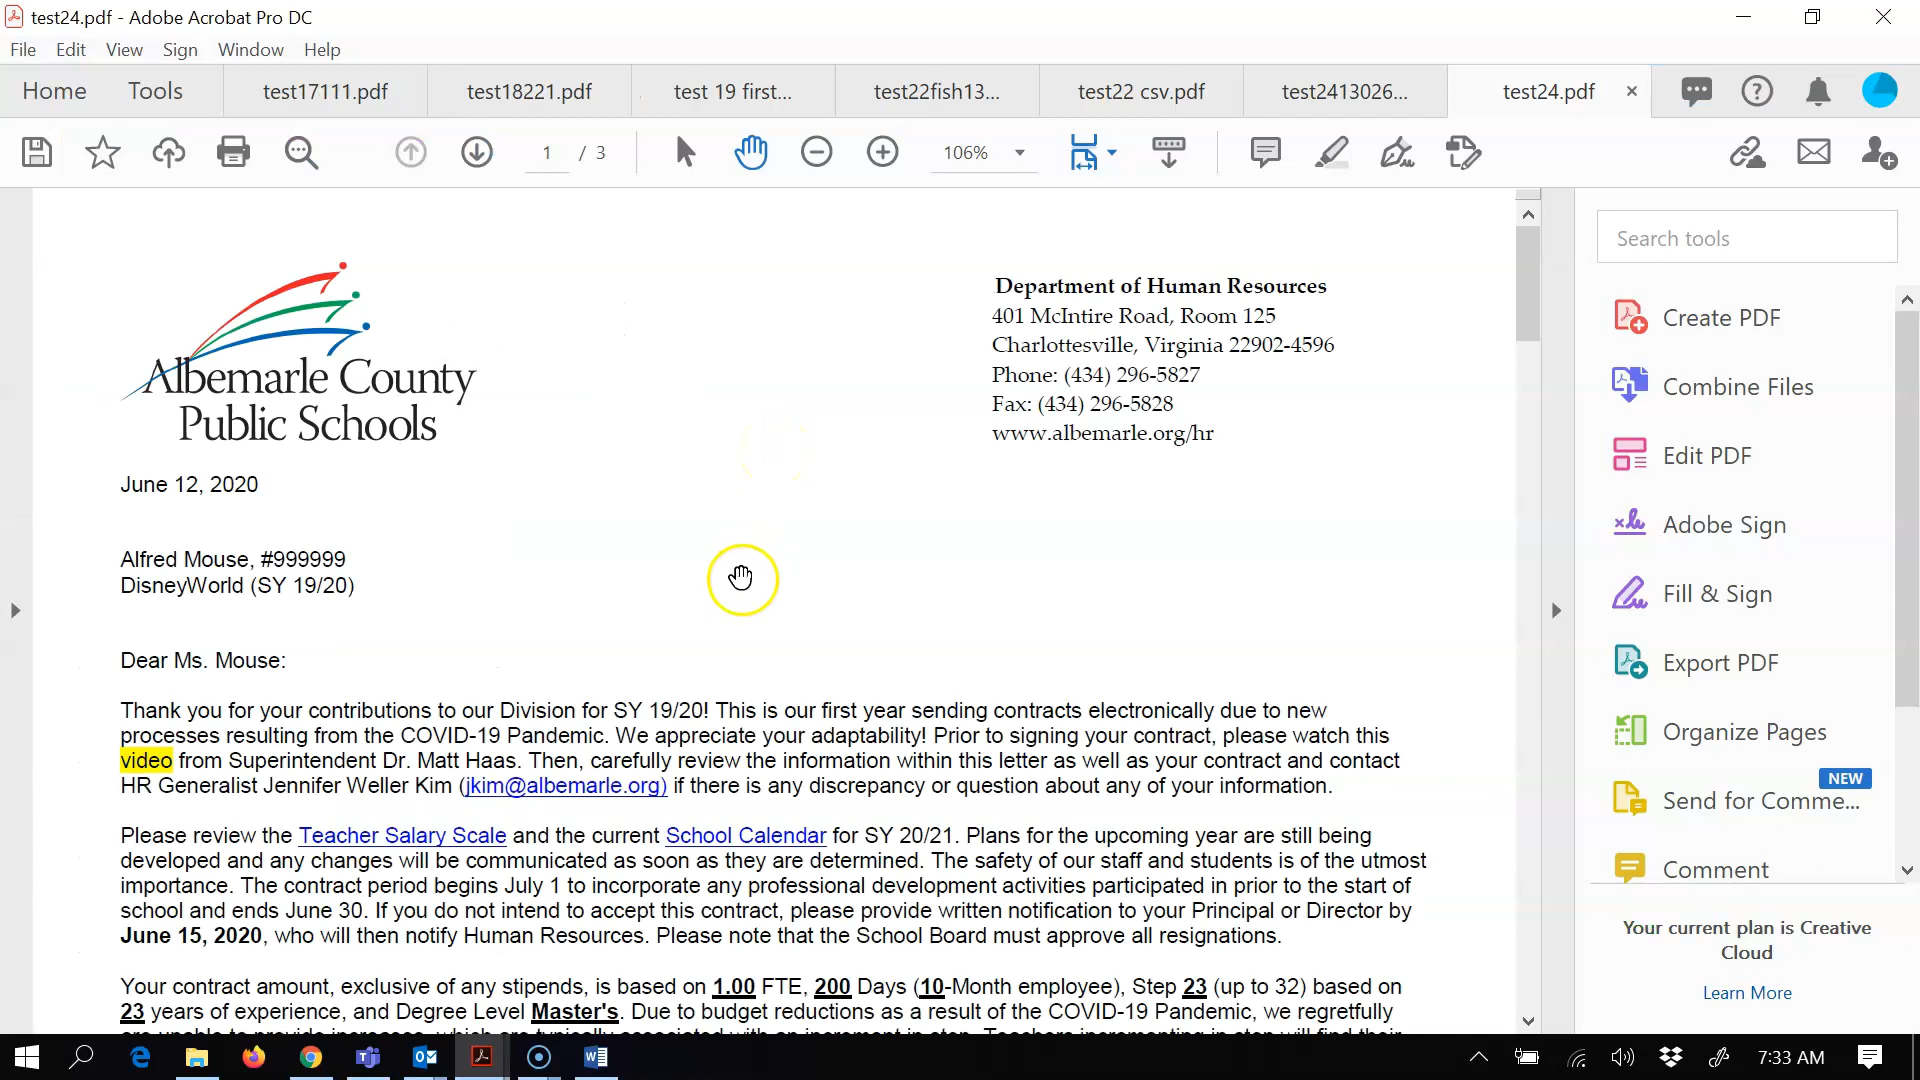 test24.pdf - Adobe Acrobat Pro DC
File Edit View Sign Window Help
Home Tools test17111.pdf test18221.pdf test 19 first... test22fish13... test22 csv.pdf test2413026... test24.pdf
1 / 3 106%
Albemarle County
Public Schools
Department of Human Resources
401 McIntire Road, Room 125
Charlottesville, Virginia 22902-4596
Phone: (434) 296-5827
Fax: (434) 296-5828
www.albemarle.org/hr
June 12, 2020
Alfred Mouse, #999999
DisneyWorld (SY 19/20)
Dear Ms. Mouse:
Thank you for your contributions to our Division for SY 19/20! This is our first year sending contracts electronically due to new
processes resulting from the COVID-19 Pandemic. We appreciate your adaptability! Prior to signing your contract, please watch this
video from Superintendent Dr. Matt Haas. Then, carefully review the information within this letter as well as your contract and contact
HR Generalist Jennifer Weller Kim (jkim@albemarle.org) if there is any discrepancy or question about any of your information.
Please review the Teacher Salary Scale and the current School Calendar for SY 20/21. Plans for the upcoming year are still being
developed and any changes will be communicated as soon as they are determined. The safety of our staff and students is of the utmost
importance. The contract period begins July 1 to incorporate any professional development activities participated in prior to the start of
school and ends June 30. If you do not intend to accept this contract, please provide written notification to your Principal or Director by
June 15, 2020, who will then notify Human Resources. Please note that the School Board must approve all resignations.
Your contract amount, exclusive of any stipends, is based on 1.00 FTE, 200 Days (10-Month employee), Step 23 (up to 32) based on
23 years of experience, and Degree Level Master's. Due to budget reductions as a result of the COVID-19 Pandemic, we regretfully
Search tools
Create PDF
Combine Files
Edit PDF
Adobe Sign
Fill & Sign
Export PDF
Organize Pages
NEW
Send for Comme...
Comment
Your current plan is Creative
Cloud
Learn More
7:33 AM